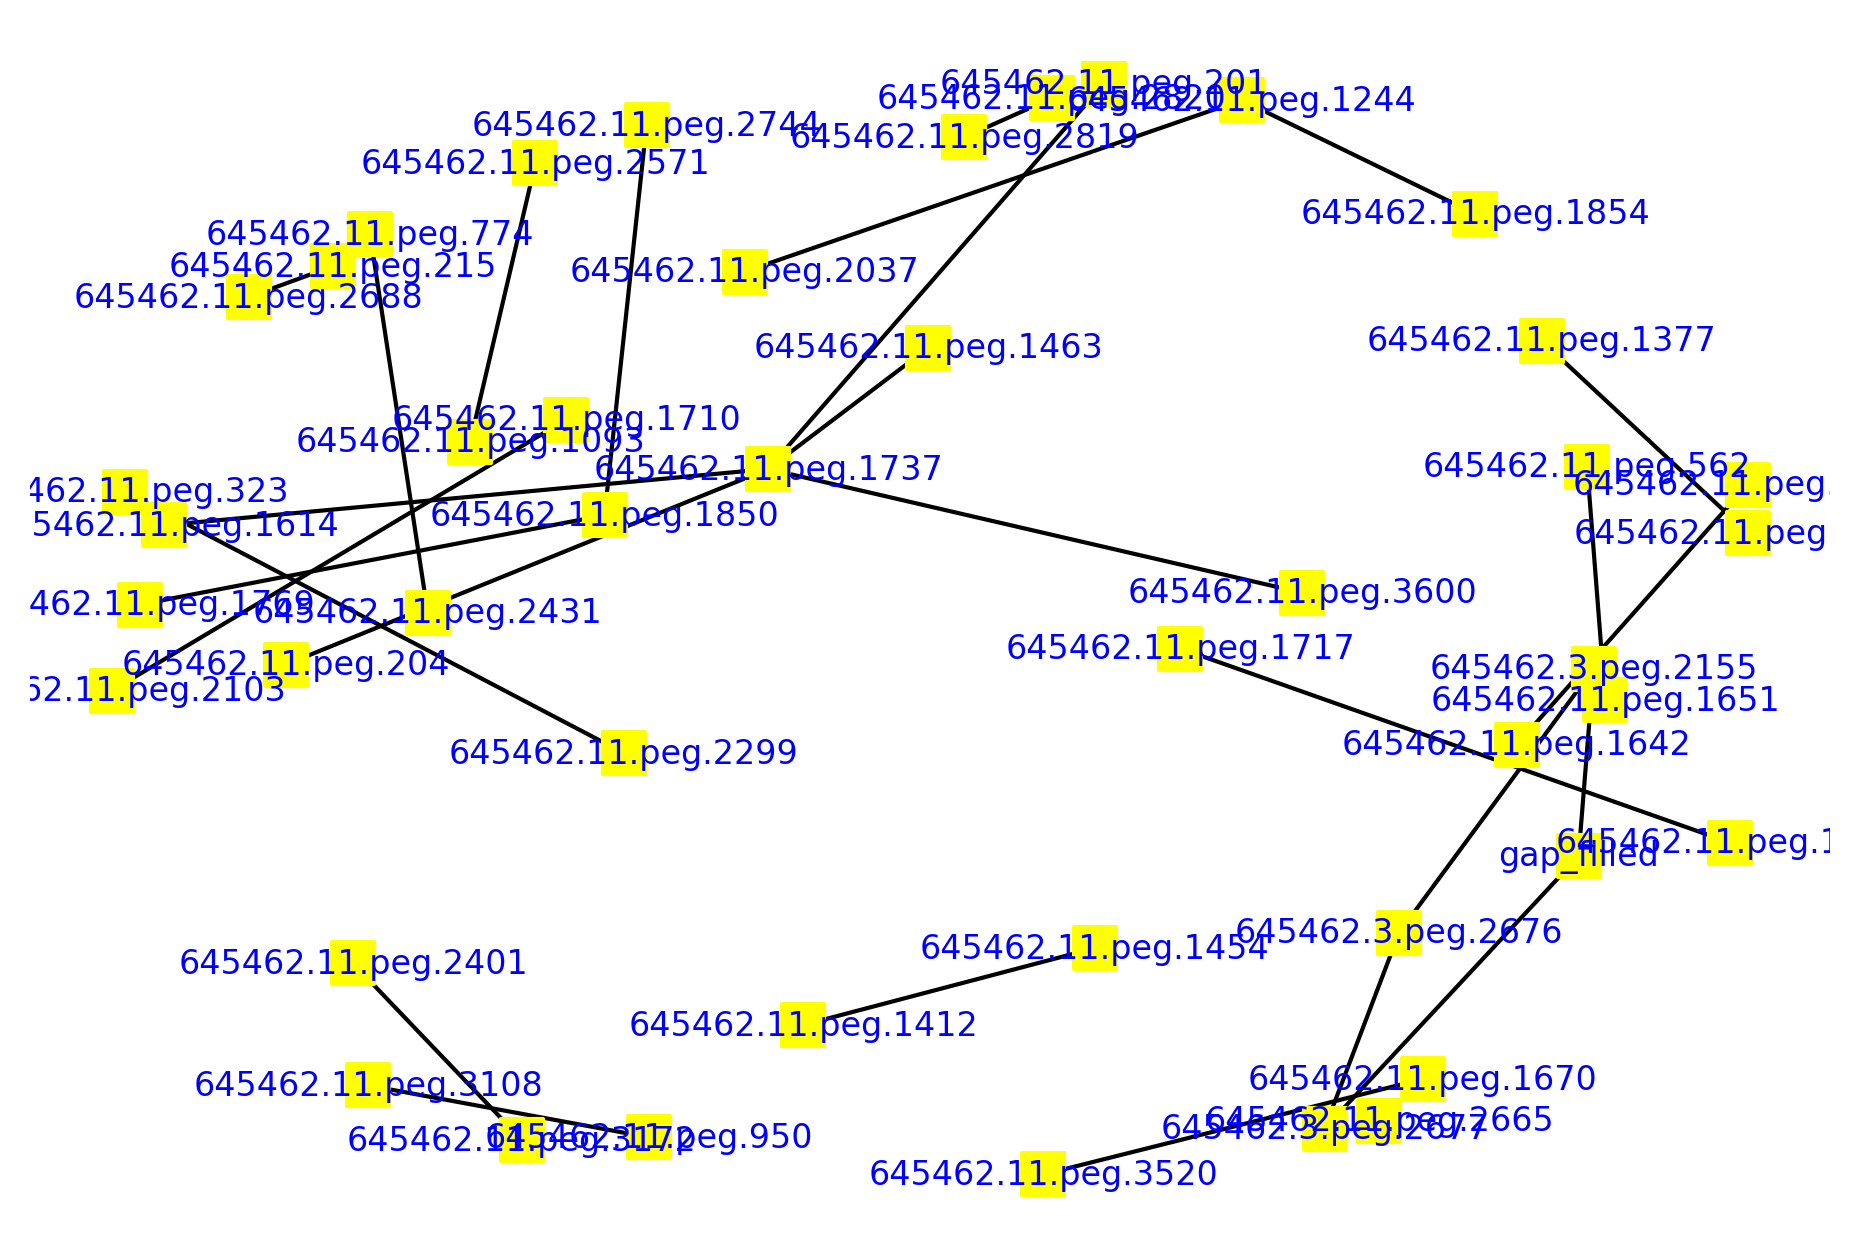 645462.11.peg.201
645462.11.peg.2820
645462.11.peg.1244
645462.11.peg.2744
645462.11.peg.2819
645462.11.peg.2571
645462.11.peg.1854
645462.11.peg.774
645462.11.peg.215
645462.11.peg.2037
645462.11.peg.2688
645462.11.peg.1377
645462.11.peg.1463
645462.11.peg.1710
645462.11.peg.1093
645462.11.peg.1737
645462.11.peg.562
645462.11.peg.
462.11.peg.323
5462.11.peg.1614
645462.11.peg.1850
645462.11.peg
645462.11.peg.3600
462.11.peg.1769
645462.11.peg.2431
645462.11.peg.1717
645462.11.peg.204
645462.3.peg.2155
62.11.peg.2103
645462.11.peg.1651
645462.11.peg.2299
645462.11.peg.1642
645462.11.peg.1
gap_filled
645462.3.peg.2676
645462.11.peg.1454
645462.11.peg.2401
645462.11.peg.1412
645462.11.peg.1670
645462.11.peg.3108
645462.11.peg.2665
645462.3.peg.2677
645462.11.peg.950
645462.11.peg.3172
645462.11.peg.3520